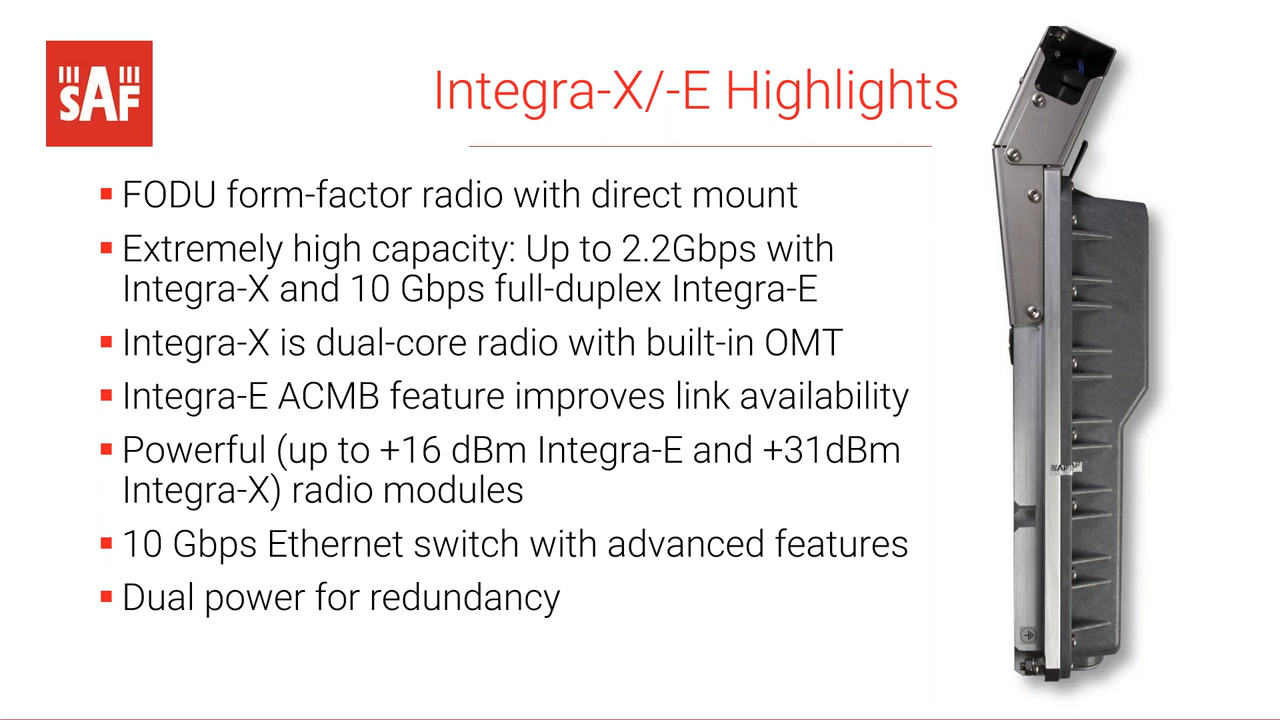 SAF
Integra-X/-E Highlights
▪ FODU form-factor radio with direct mount
▪ Extremely high capacity: Up to 2.2Gbps with
Integra-X and 10 Gbps full-duplex Integra-E
▪ Integra-X is dual-core radio with built-in OMT
▪ Integra-E ACMB feature improves link availability
▪ Powerful (up to +16 dBm Integra-E and +31dBm
Integra-X) radio modules
▪ 10 Gbps Ethernet switch with advanced features
▪ Dual power for redundancy